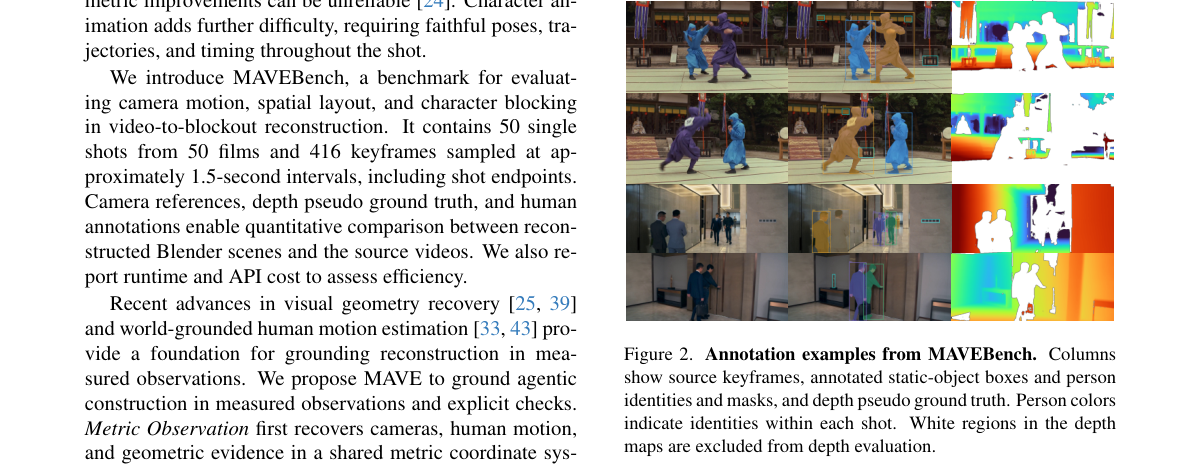 metric improvements can be unreliable [24]. Character an-
imation adds further difficulty, requiring faithful poses, tra-
jectories, and timing throughout the shot.
We introduce MAVEBench, a benchmark for evaluat-
ing camera motion, spatial layout, and character blocking
in video-to-blockout reconstruction. It contains 50 single
shots from 50 films and 416 keyframes sampled at ap-
proximately 1.5-second intervals, including shot endpoints.
Camera references, depth pseudo ground truth, and human
annotations enable quantitative comparison between recon-
structed Blender scenes and the source videos. We also re-
port runtime and API cost to assess efficiency.
Recent advances in visual geometry recovery [25, 39]
and world-grounded human motion estimation [33, 43] pro-
vide a foundation for grounding reconstruction in mea-
sured observations. We propose MAVE to ground agentic
construction in measured observations and explicit checks.
Metric Observation first recovers cameras, human motion,
and geometric evidence in a shared metric coordinate sys-
Figure 2. Annotation examples from MAVEBench. Columns
show source keyframes, annotated static-object boxes and person
identities and masks, and depth pseudo ground truth. Person colors
indicate identities within each shot. White regions in the depth
maps are excluded from depth evaluation.